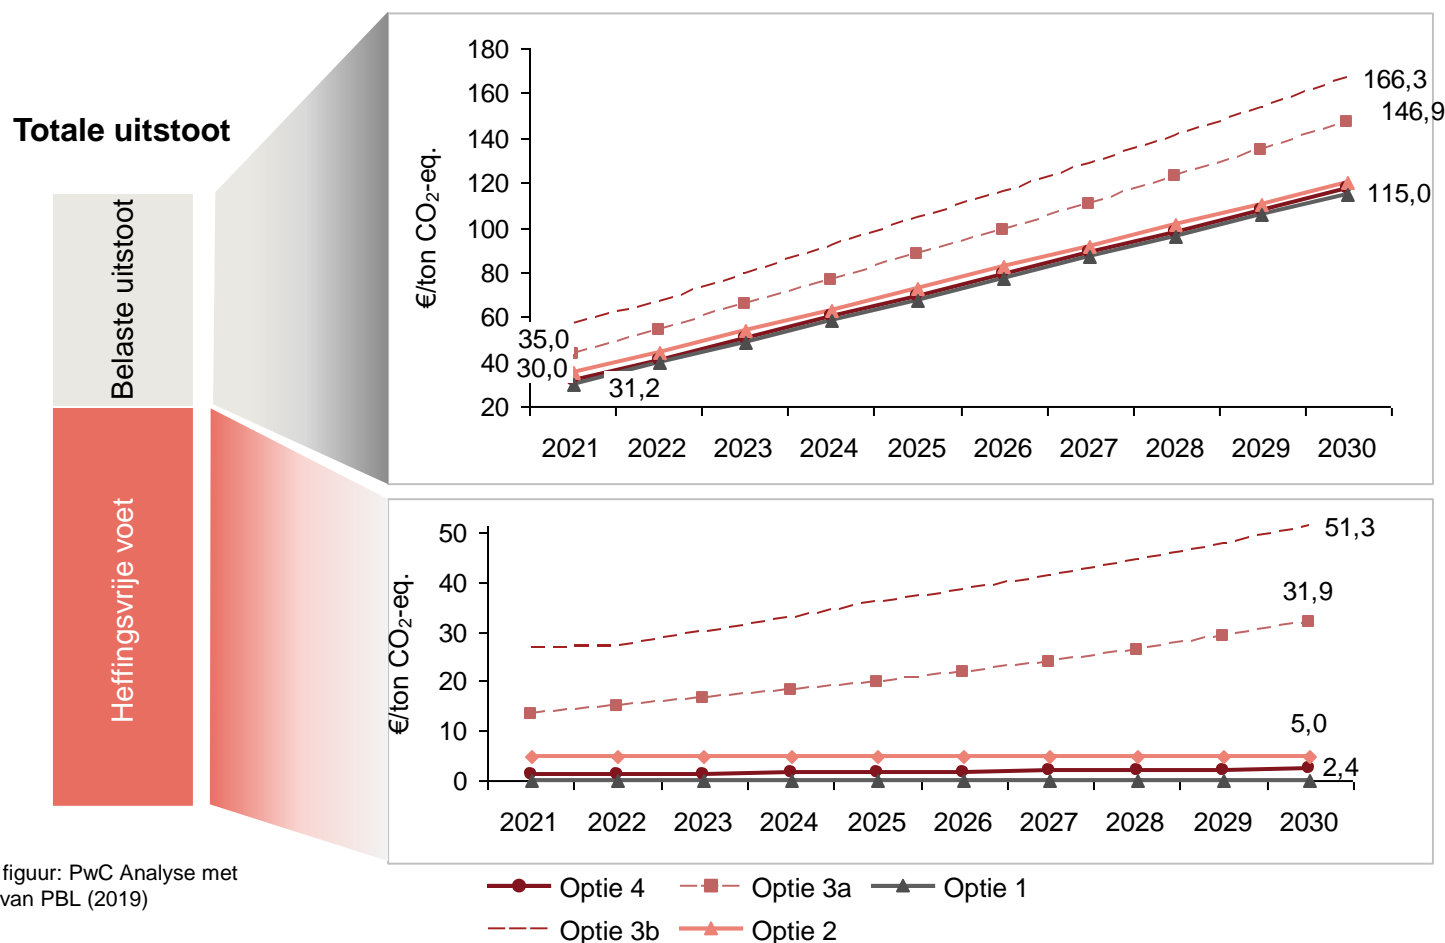 Totale uitstoot
Belaste uitstoot
Heffingsvrije voet
€/ton CO₂-eq.
180
160
140
120
100
80
60
40
20
166,3
146,9
115,0
35,0
30,0
31,2
2021 2022 2023 2024 2025 2026 2027 2028 2029 2030
€/ton CO₂-eq.
50
40
30
20
10
0
51,3
31,9
5,0
2,4
2021 2022 2023 2024 2025 2026 2027 2028 2029 2030
figuur: PwC Analyse met
van PBL (2019)
Optie 4 Optie 3a Optie 1
Optie 3b Optie 2